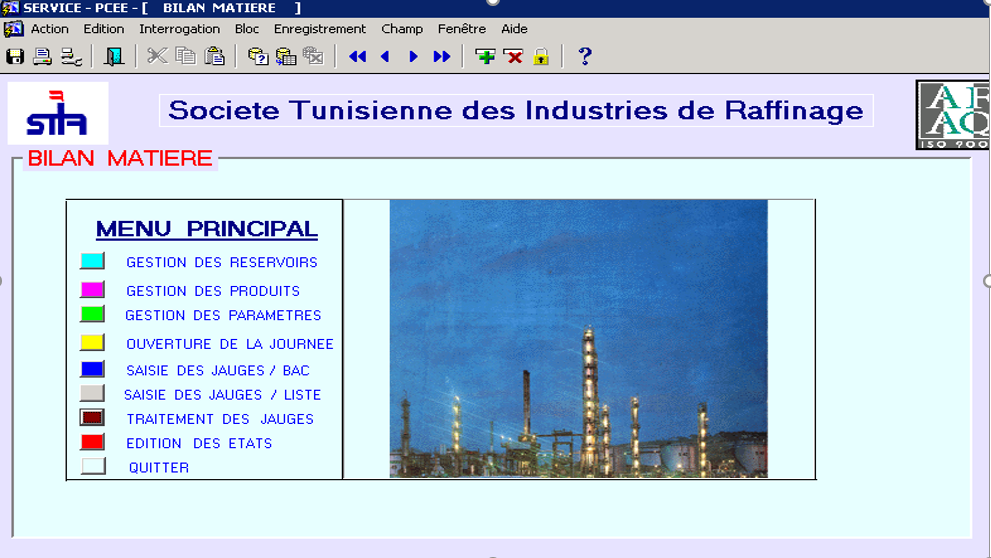 SERVICE - PCEE - [ BILAN MATIERE ]
Action Edition Interrogation Bloc Enregistrement Champ Fenêtre Aide
STIR
Societe Tunisienne des Industries de Raffinage
AF
AQ
ISO 900
BILAN MATIERE
MENU PRINCIPAL
GESTION DES RESERVOIRS
GESTION DES PRODUITS
GESTION DES PARAMETRES
OUVERTURE DE LA JOURNEE
SAISIE DES JAUGES / BAC
SAISIE DES JAUGES / LISTE
TRAITEMENT DES JAUGES
EDITION DES ETATS
QUITTER